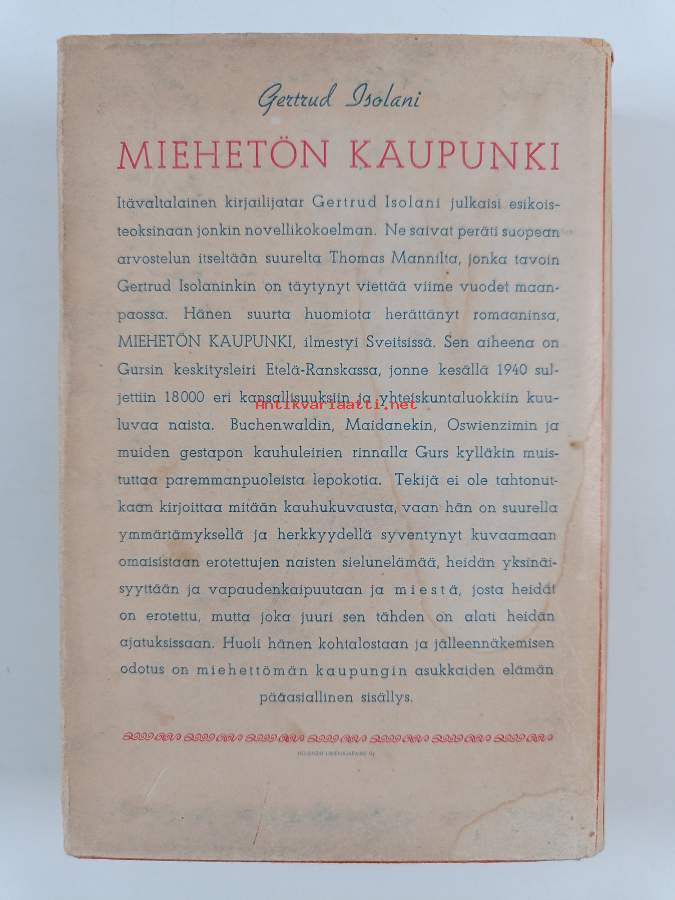 Gertrud Isolani
MIEHETÖN KAUPUNKI
Itävaltalainen kirjailijatar Gertrud Isolani julkaisi esikois-
teoksinaan jonkin novellikokoelman. Ne saivat peräti suopean
arvostelun itseltään suurelta Thomas Mannilta, jonka tavoin
Gertrud Isolaninkin on täytynyt viettää viime vuodet maan-
paossa. Hänen suurta huomiota herättänyt romaaninsa,
MIEHETÖN KAUPUNKI, ilmestyi Sveitsissä. Sen aiheena on
Gursin keskitysleiri Etelä-Ranskassa, jonne kesällä 1940 sul-
jettiin 18000 eri kansallisuuksiin ja yhteiskuntaluokkiin kuu-
Antikvariaatti.net
luvaa naista. Buchenwaldin, Maidanekin, Oswienzimin ja
muiden gestapon kauhuleirien rinnalla Gurs kylläkin muis-
tuttaa paremmanpuoleista lepokotia. Tekijä ei ole tahtonut-
kaan kirjoittaa mitään kauhukuvausta, vaan hän on suurella
ymmärtämyksellä ja herkkyydellä syventynyt kuvaamaan
omaisistaan erotettujen naisten sielunelämää, heidän yksinäi-
syyttään ja vapaudenkaipuutaan ja miestä, josta heidät
on erotettu, mutta joka juuri sen tähden on alati heidän
ajatuksissaan. Huoli hänen kohtalostaan ja jälleennäkemisen
odotus on miehettömän kaupungin asukkaiden elämän
pääasiallinen sisällys.
HELSINGIN LIIKEKIRJAPAINO OY